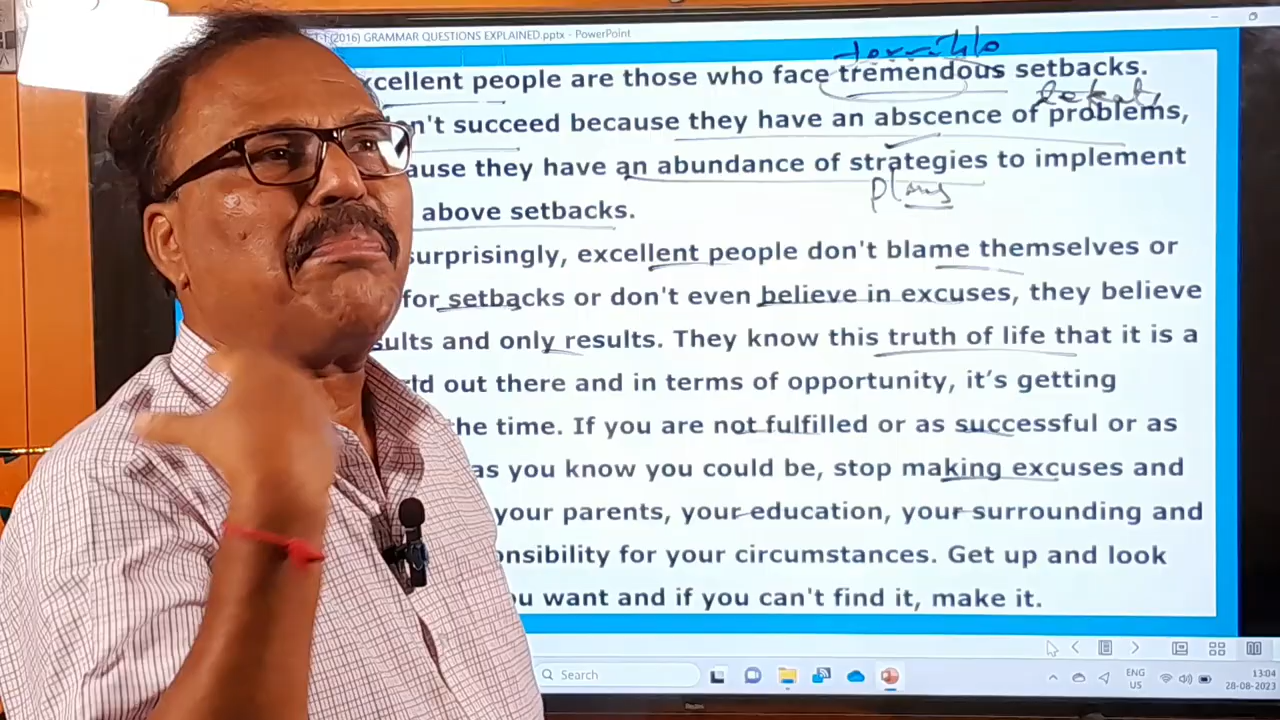 (2016) GRAMMAR QUESTIONS EXPLAINED.pptx - PowerPoint
terrible
cellent people are those who face tremendous setbacks.
n't succeed because they have an abscence of problems,
ause they have an abundance of strategies to implement
plans
above setbacks.
surprisingly, excellent people don't blame themselves or
for setbacks or don't even believe in excuses, they believe
sults and only results. They know this truth of life that it is a
ld out there and in terms of opportunity, it's getting
he time. If you are not fulfilled or as successful or as
as you know you could be, stop making excuses and
your parents, your education, your surrounding and
onsibility for your circumstances. Get up and look
ou want and if you can't find it, make it.
Search
ENG
US
13:04
28-08-2023